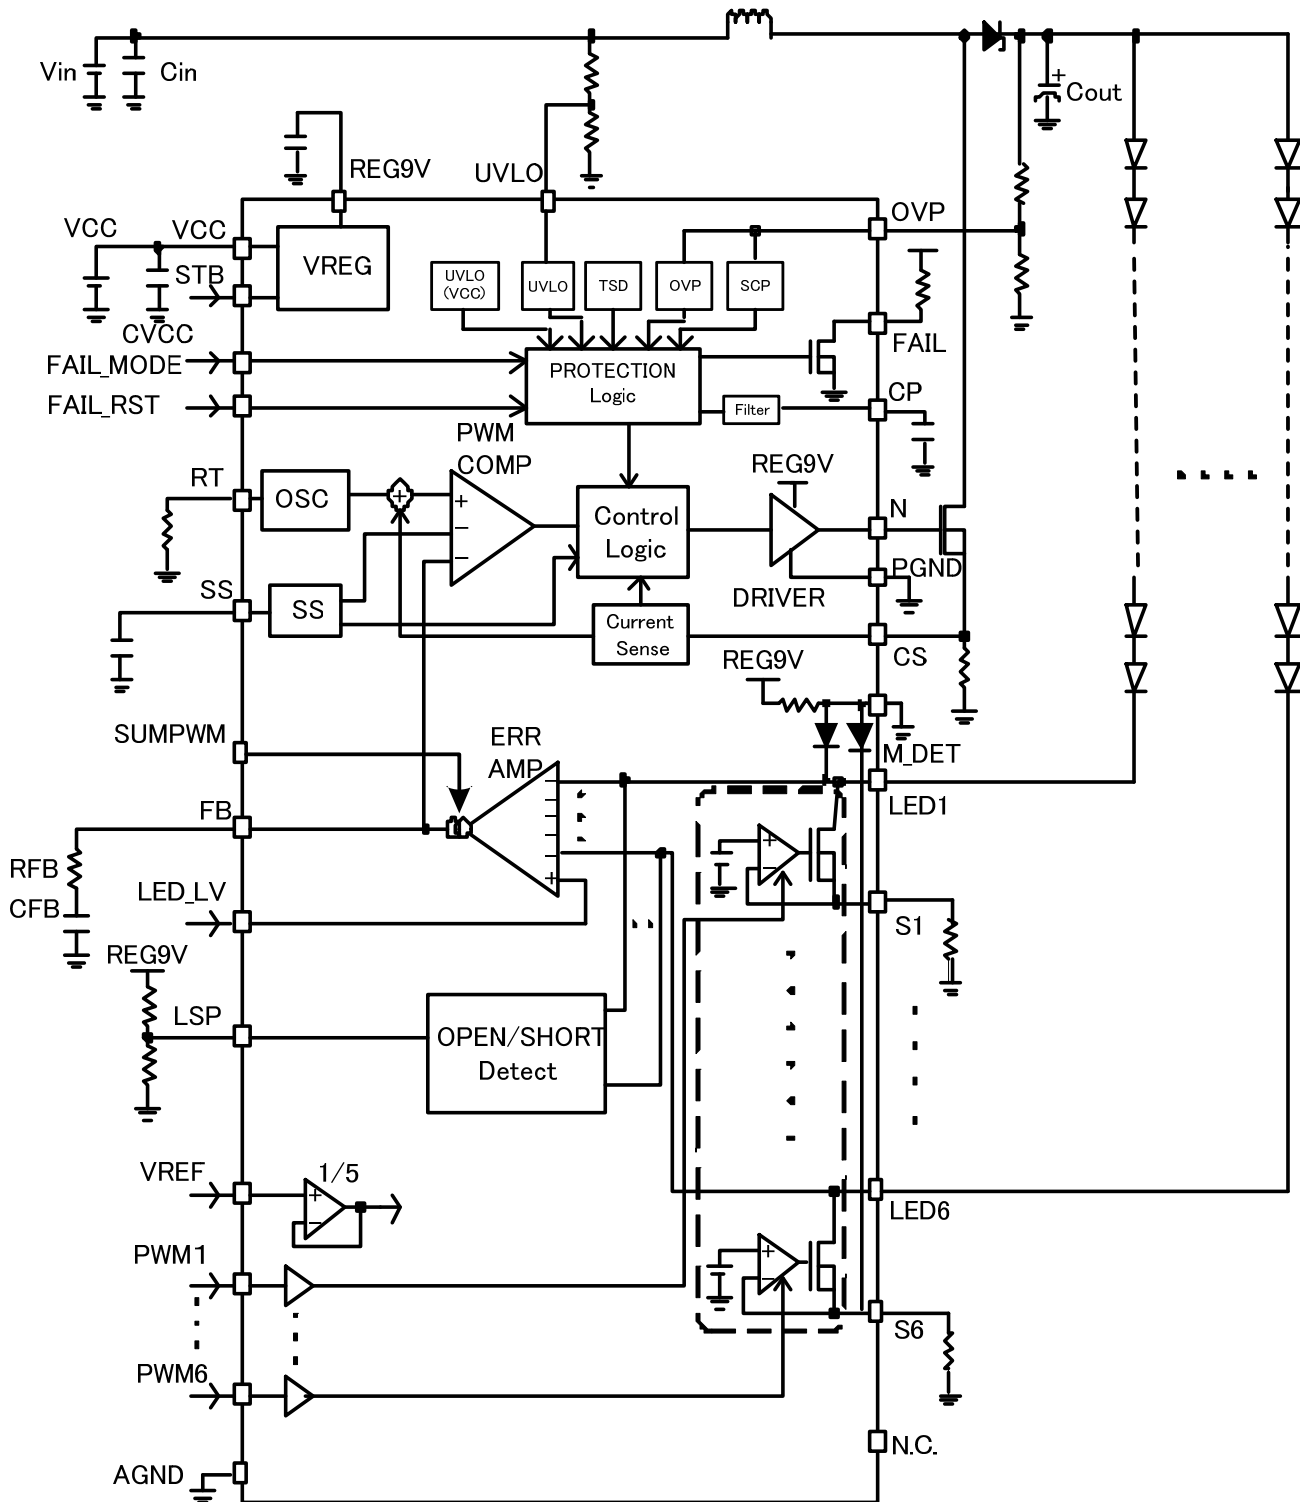 Vin
Cin
+
Cout
REG9V
UVLO
OVP
VCC
VCC
STB
VREG
UVLO
(VCC)
UVLO
TSD
OVP
SCP
CVCC
FAIL
FAIL_MODE
PROTECTION
Logic
CP
FAIL_RST
Filter
PWM
COMP
REG9V
RT
OSC
+
+
−
−
Control
Logic
N
PGND
DRIVER
SS
SS
Current
Sense
CS
REG9V
SUMPWM
ERR
AMP
M_DET
−
−
−
−
−
+
LED1
FB
+
−
RFB
CFB
LED_LV
S1
REG9V
LSP
OPEN/SHORT
Detect
VREF
1/5
+
−
LED6
PWM1
+
−
S6
PWM6
N.C.
AGND